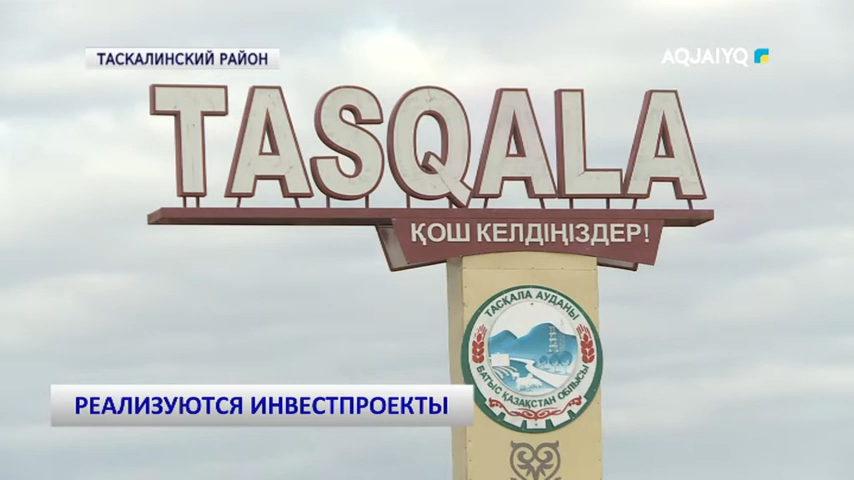 ТАСКАЛИНСКИЙ РАЙОН
AQJAIYQ
TASQALA
ҚОШ КЕЛДІҢІЗДЕР!
ТАСҚАЛА АУДАНЫ
БАТЫС ҚАЗАҚСТАН ОБЛЫСЫ
РЕАЛИЗУЮТСЯ ИНВЕСТПРОЕКТЫ